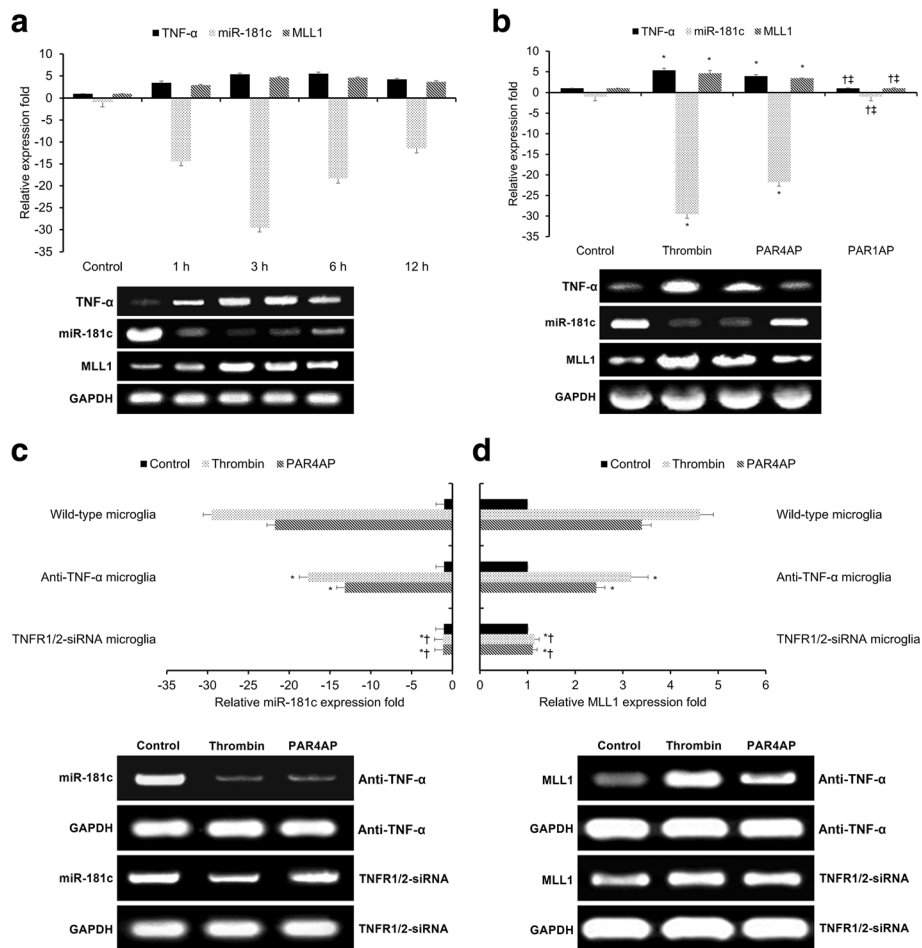 a
TNF-α miR-181c MLL1
Relative expression fold
10
5
0
-5
-10
-15
-20
-25
-30
-35
Control 1 h 3 h 6 h 12 h
TNF-α
miR-181c
MLL1
GAPDH
b
TNF-α miR-181c MLL1
Relative expression fold
10
5
0
-5
-10
-15
-20
-25
-30
-35
* * * * †‡ †‡
†‡
*
*
Control Thrombin PAR4AP PAR1AP
TNF-α
miR-181c
MLL1
GAPDH
c
Control Thrombin PAR4AP
Wild-type microglia
Anti-TNF-α microglia
*
*
TNFR1/2-siRNA microglia
*†
*†
-35 -30 -25 -20 -15 -10 -5 0
Relative miR-181c expression fold
Control Thrombin PAR4AP
miR-181c Anti-TNF-α
GAPDH Anti-TNF-α
miR-181c TNFR1/2-siRNA
GAPDH TNFR1/2-siRNA
d
Control Thrombin PAR4AP
Wild-type microglia
Anti-TNF-α microglia
*
*
TNFR1/2-siRNA microglia
*†
*†
0 1 2 3 4 5 6
Relative MLL1 expression fold
Control Thrombin PAR4AP
MLL1 Anti-TNF-α
GAPDH Anti-TNF-α
MLL1 TNFR1/2-siRNA
GAPDH TNFR1/2-siRNA